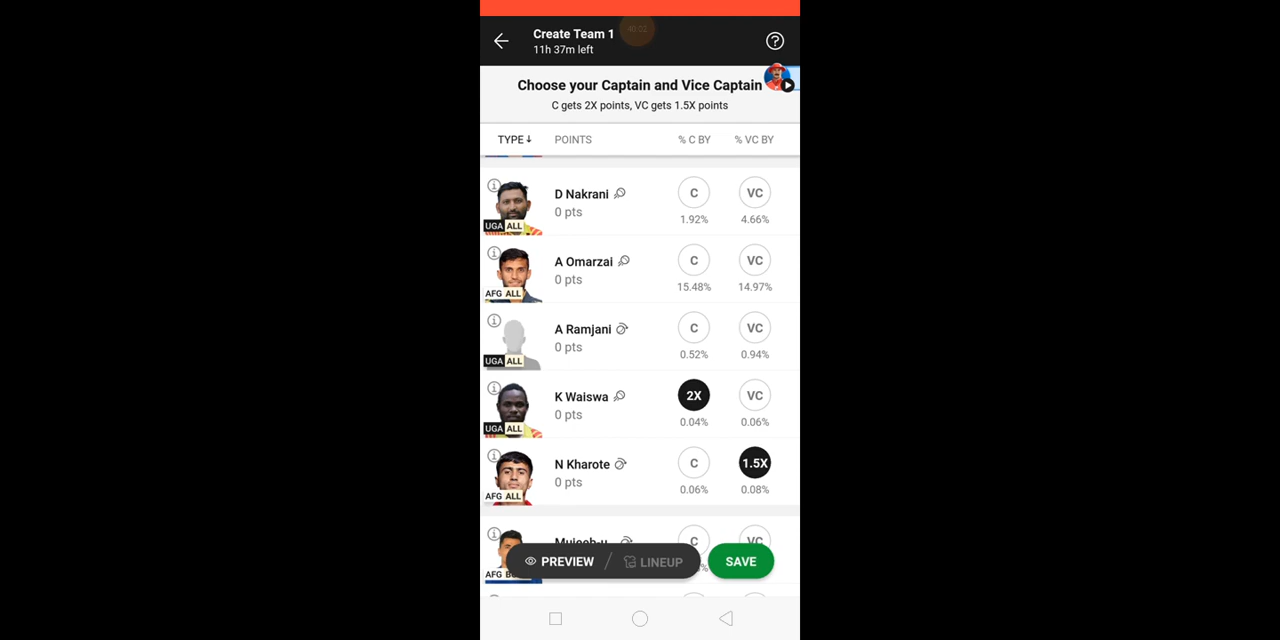 40:02
Create Team 1
11h 37m left
Choose your Captain and Vice Captain
C gets 2X points, VC gets 1.5X points
TYPE↓ POINTS % C BY % VC BY
D Nakrani C VC
0 pts 1.92% 4.66%
UGA ALL
A Omarzai C VC
0 pts 15.48% 14.97%
AFG ALL
A Ramjani C VC
0 pts 0.52% 0.94%
UGA ALL
K Waiswa 2X VC
0 pts 0.04% 0.06%
UGA ALL
N Kharote C 1.5X
0 pts 0.06% 0.08%
AFG ALL
Mujeeb-u.. C VC
PREVIEW / LINEUP SAVE
AFG